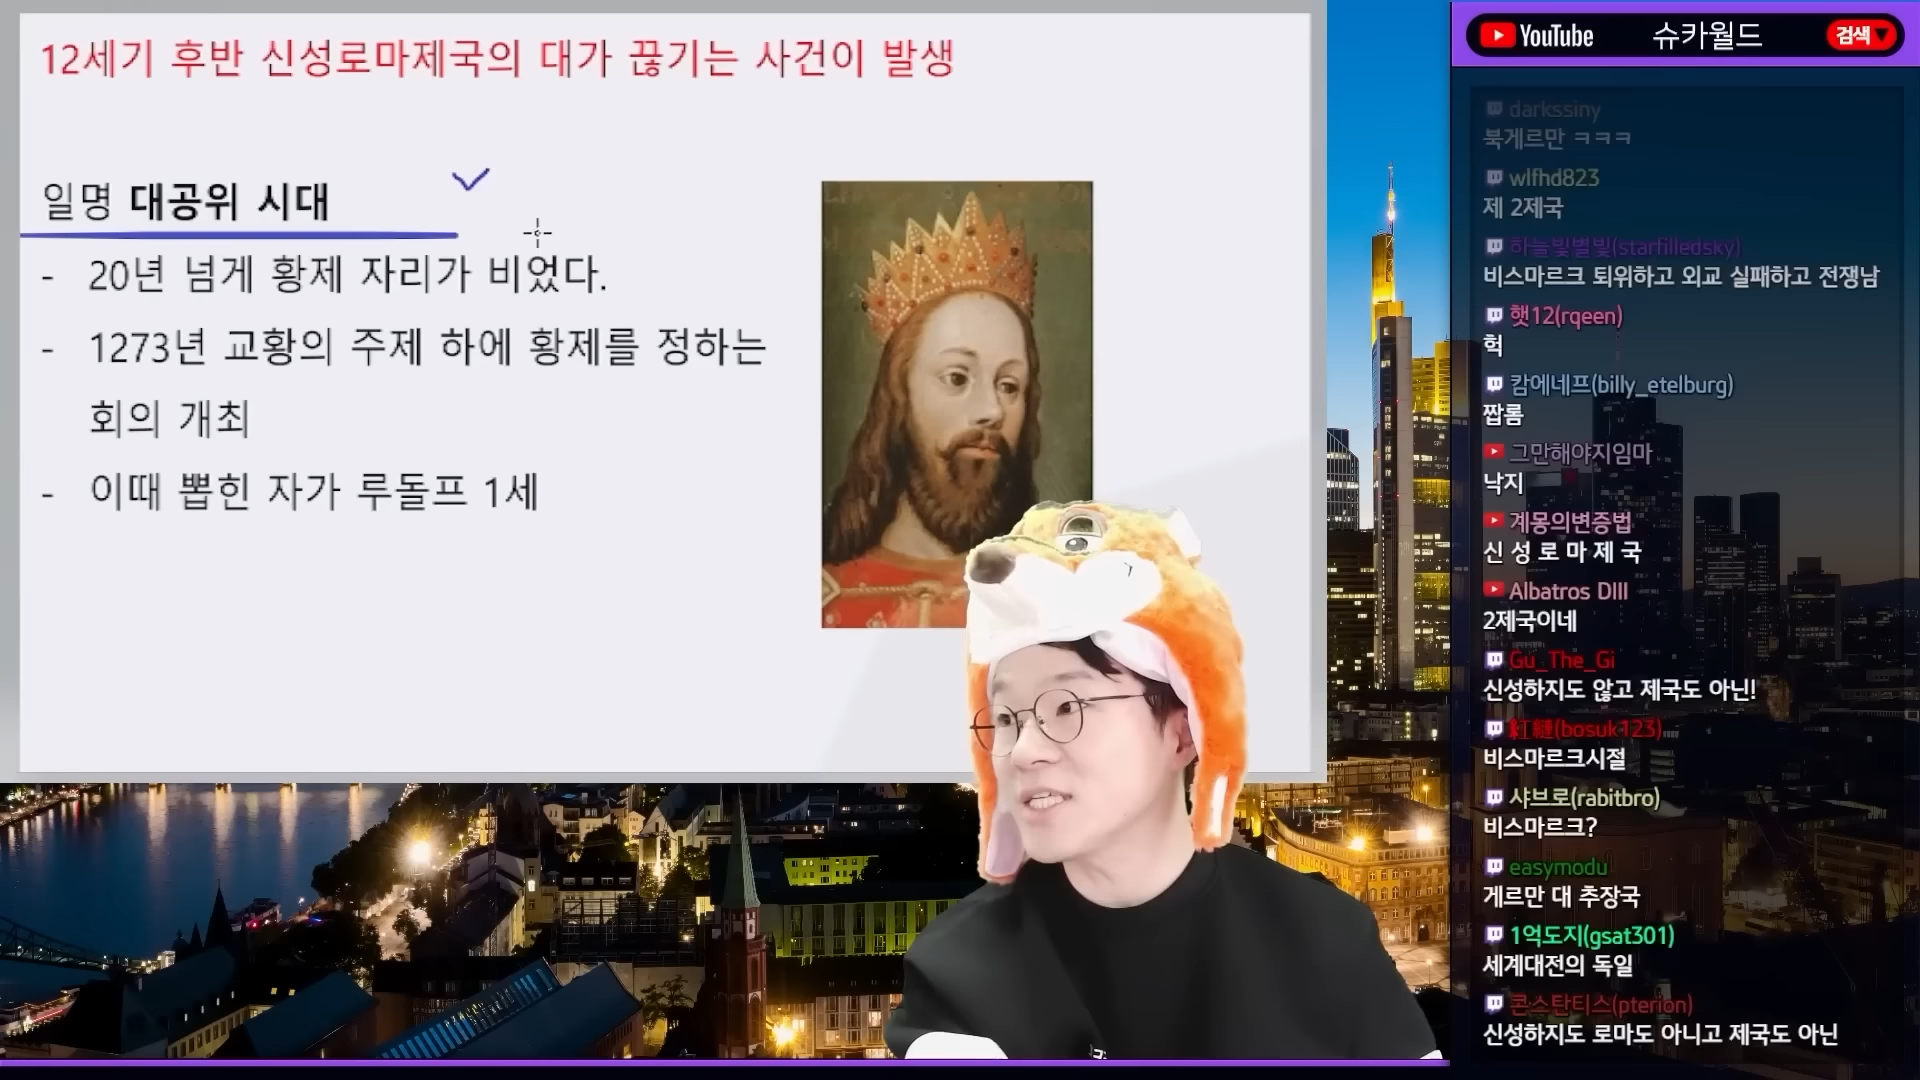 12세기 후반 신성로마제국의 대가 끊기는 사건이 발생
일명 대공위 시대
- 20년 넘게 황제 자리가 비었다.
- 1273년 교황의 주제 하에 황제를 정하는
회의 개최
- 이때 뽑힌 자가 루돌프 1세
YouTube 슈카월드 검색
darkssiny
북게르만 ㅋㅋㅋ
wlfhd823
제 2제국
하늘빛별빛(starfilledsky)
비스마르크 퇴위하고 외교 실패하고 전쟁남
햇12(rqeen)
헉
캄에네프(billy_etelburg)
짭롬
그만해야지임마
낙지
계몽의변증법
신 성 로 마 제 국
Albatros DIII
2제국이네
Gu_The_Gi
신성하지도 않고 제국도 아닌!
(bosuk123)
비스마르크시절
샤브로(rabitbro)
비스마르크?
easymodu
게르만 대 추장국
1억도지(gsat301)
세계대전의 독일
콘스탄티스(pterion)
신성하지도 로마도 아니고 제국도 아닌